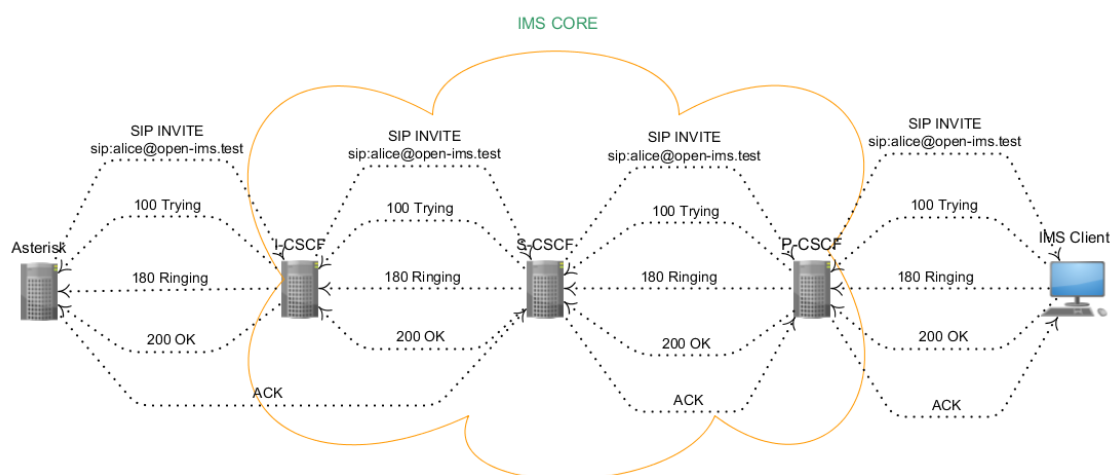 IMS CORE
SIP INVITE
sip:alice@open-ims.test
SIP INVITE
sip:alice@open-ims.test
SIP INVITE
sip:alice@open-ims.test
SIP INVITE
sip:alice@open-ims.test
100 Trying
100 Trying
100 Trying
100 Trying
Asterisk
I-CSCF
S-CSCF
P-CSCF
IMS Client
180 Ringing
180 Ringing
180 Ringing
180 Ringing
200 OK
200 OK
200 OK
200 OK
ACK
ACK
ACK